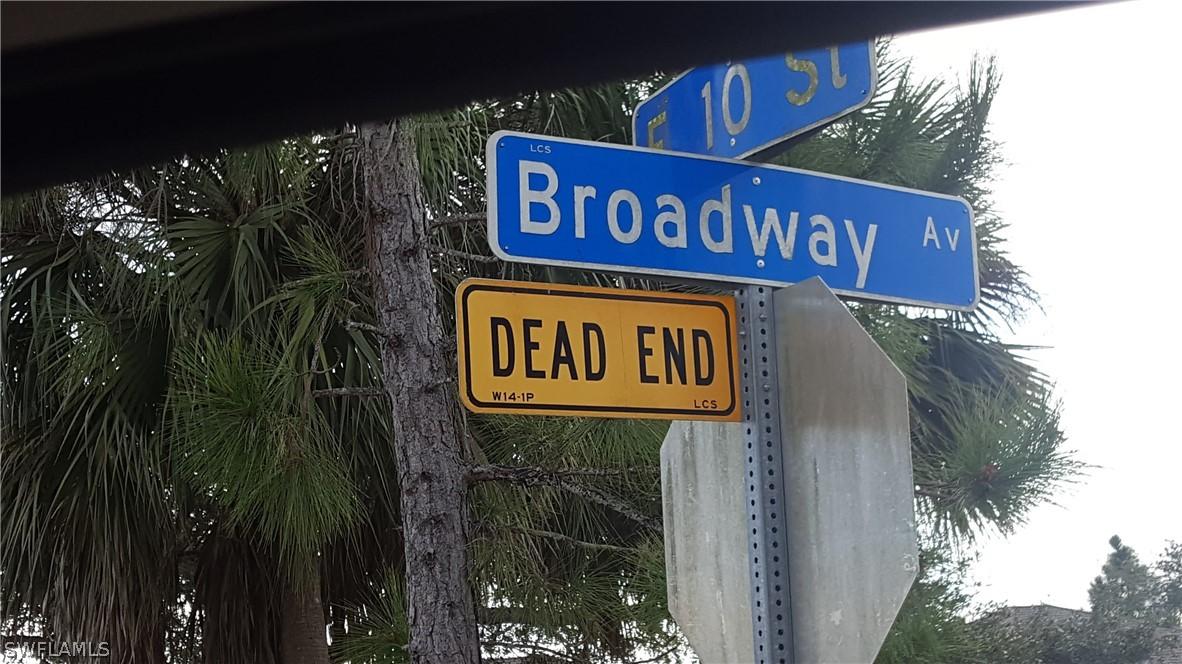 E 10 St
LCS
Broadway Av
DEAD END
W14-1P LCS
SWFLAMLS